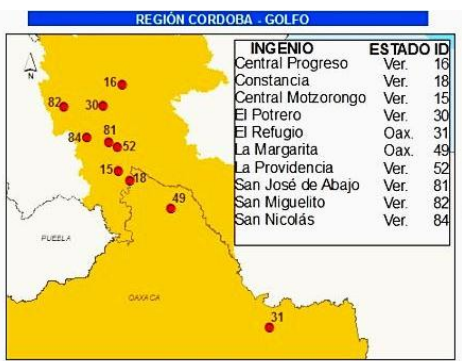 REGIÓN CORDOBA - GOLFO
INGENIO ESTADO ID
Central Progreso Ver. 16
Constancia Ver. 18
Central Motzorongo Ver. 15
El Potrero Ver. 30
El Refugio Oax. 31
La Margarita Oax. 49
La Providencia Ver. 52
San José de Abajo Ver. 81
San Miguelito Ver. 82
San Nicolás Ver. 84
N
16
82
30
84
81
52
15
18
49
PUEBLA
OAXACA
31